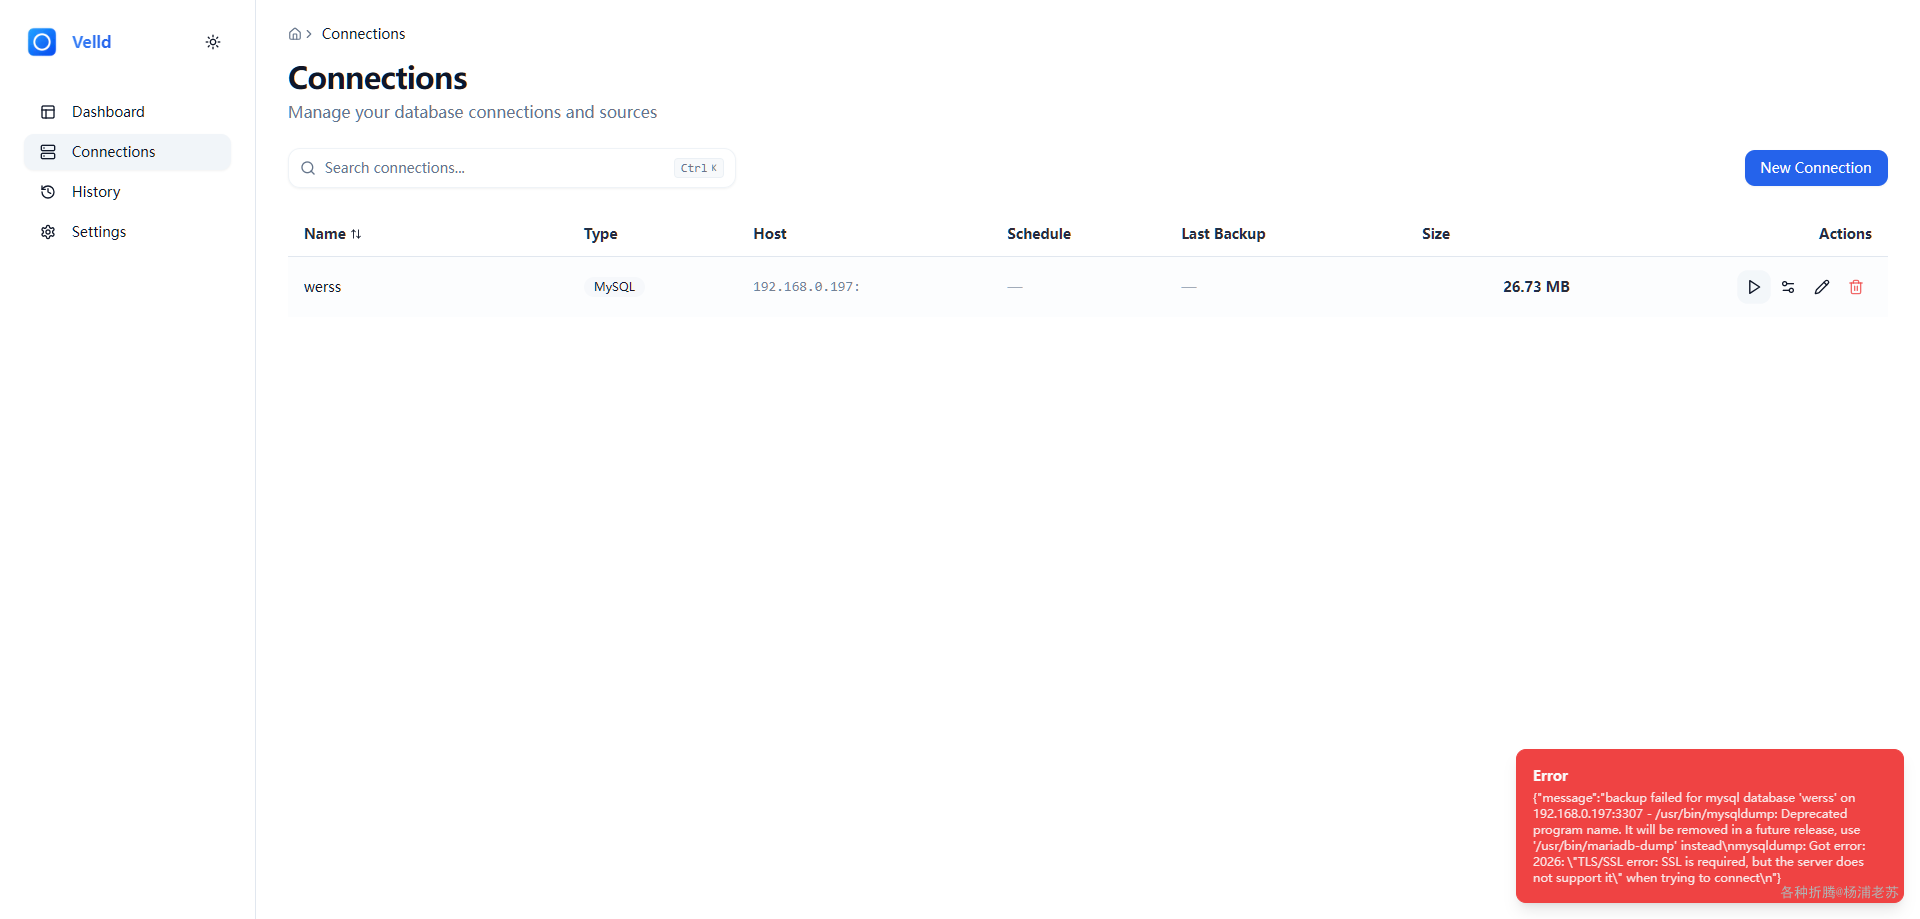 Velld
Dashboard
Connections
History
Settings
Connections
Connections
Manage your database connections and sources
Search connections...
Ctrl K
New Connection
Name Type Host Schedule Last Backup Size Actions
werss MySQL 192.168.0.197: — — 26.73 MB
Error
{"message":"backup failed for mysql database 'werss' on
192.168.0.197:3307 - /usr/bin/mysqldump: Deprecated
program name. It will be removed in a future release, use
'/usr/bin/mariadb-dump' instead\nmysqldump: Got error:
2026: \"TLS/SSL error: SSL is required, but the server does
not support it\" when trying to connect\n"}
各种折腾@杨浦老苏